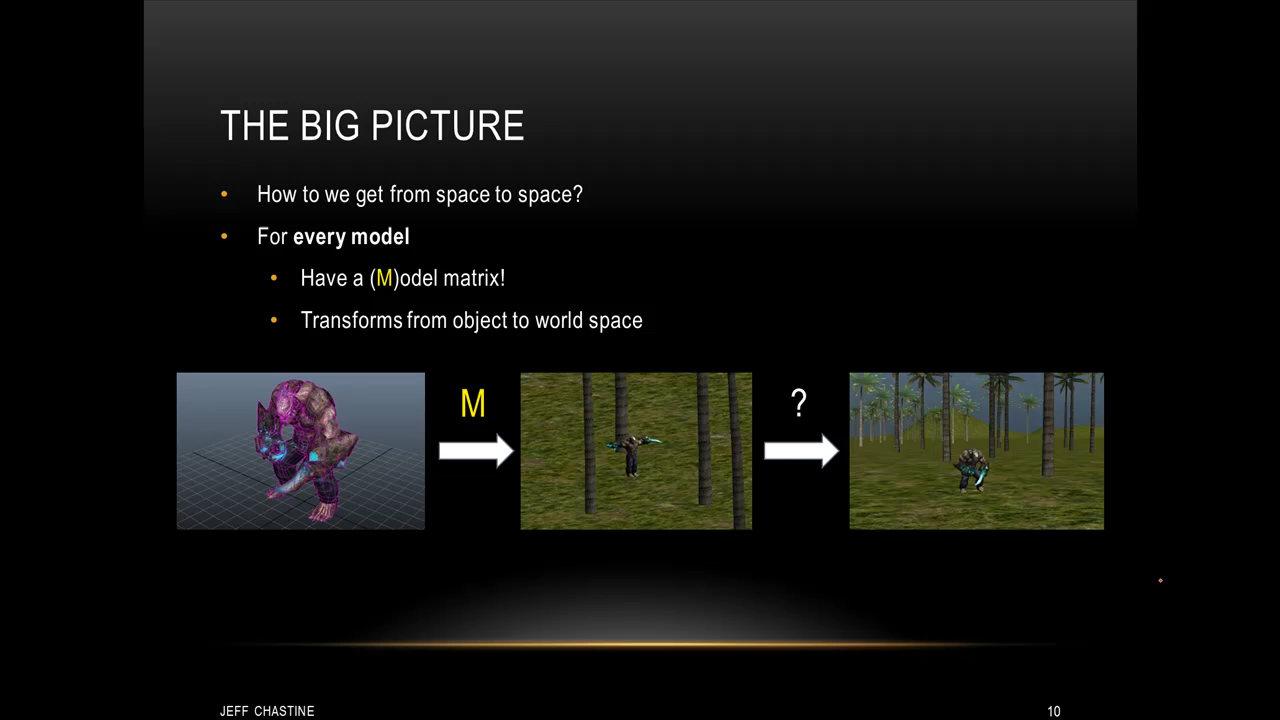 THE BIG PICTURE
• How to we get from space to space?
• For every model
• Have a (M)odel matrix!
• Transforms from object to world space
M
?
JEFF CHASTINE
10